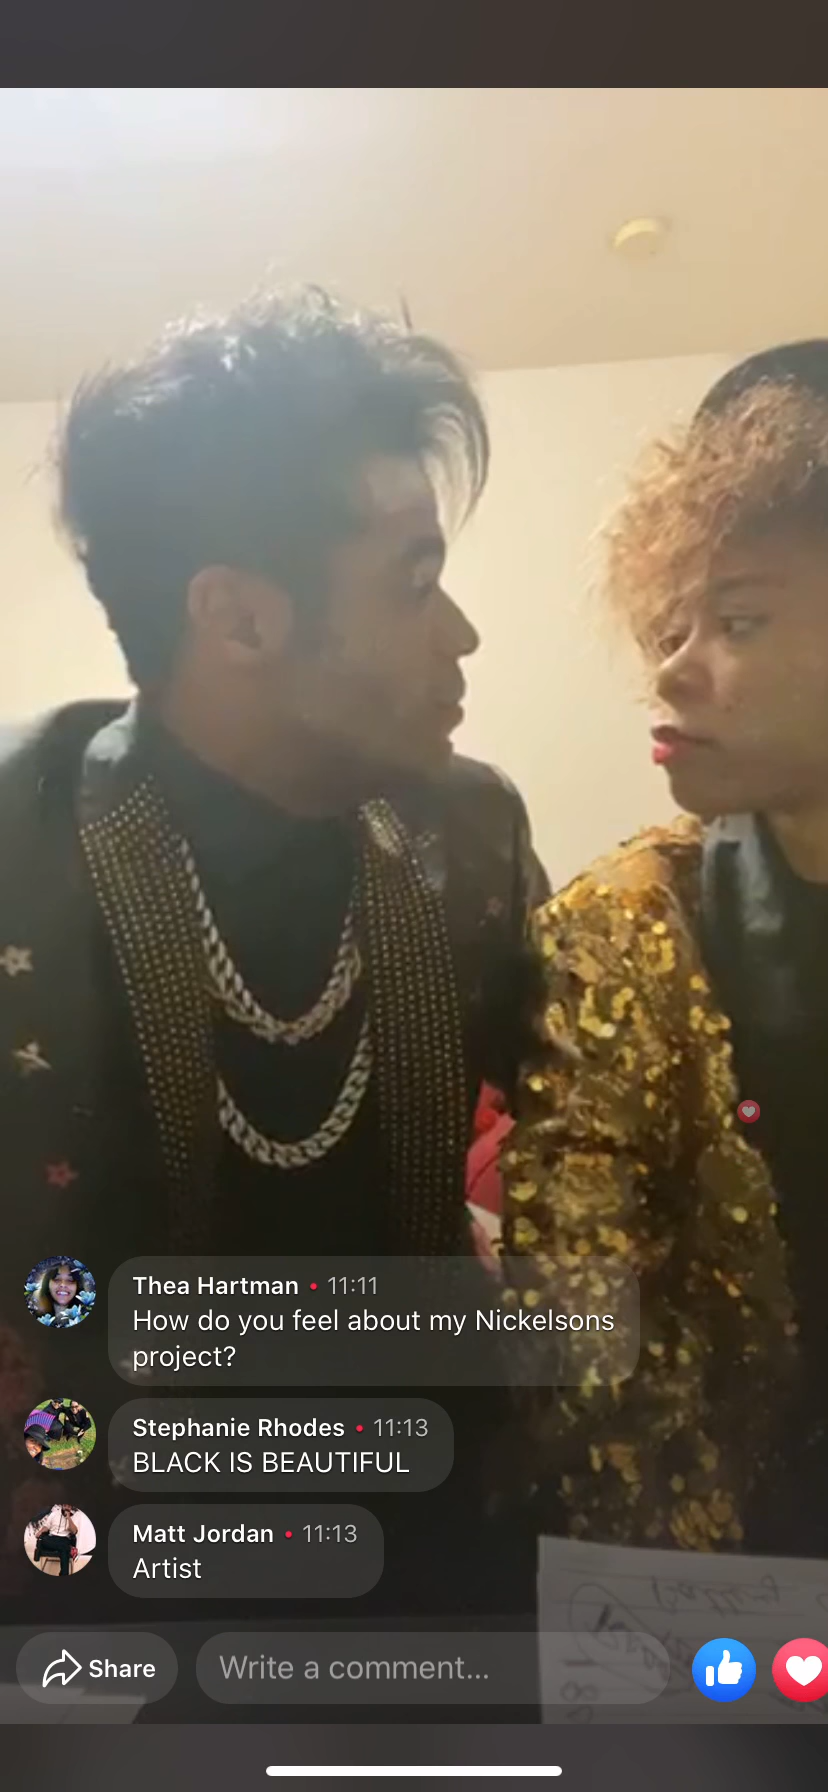 Thea Hartman • 11:11
How do you feel about my Nickelsons
project?
Stephanie Rhodes • 11:13
BLACK IS BEAUTIFUL
Matt Jordan • 11:13
Artist
Share
Write a comment...